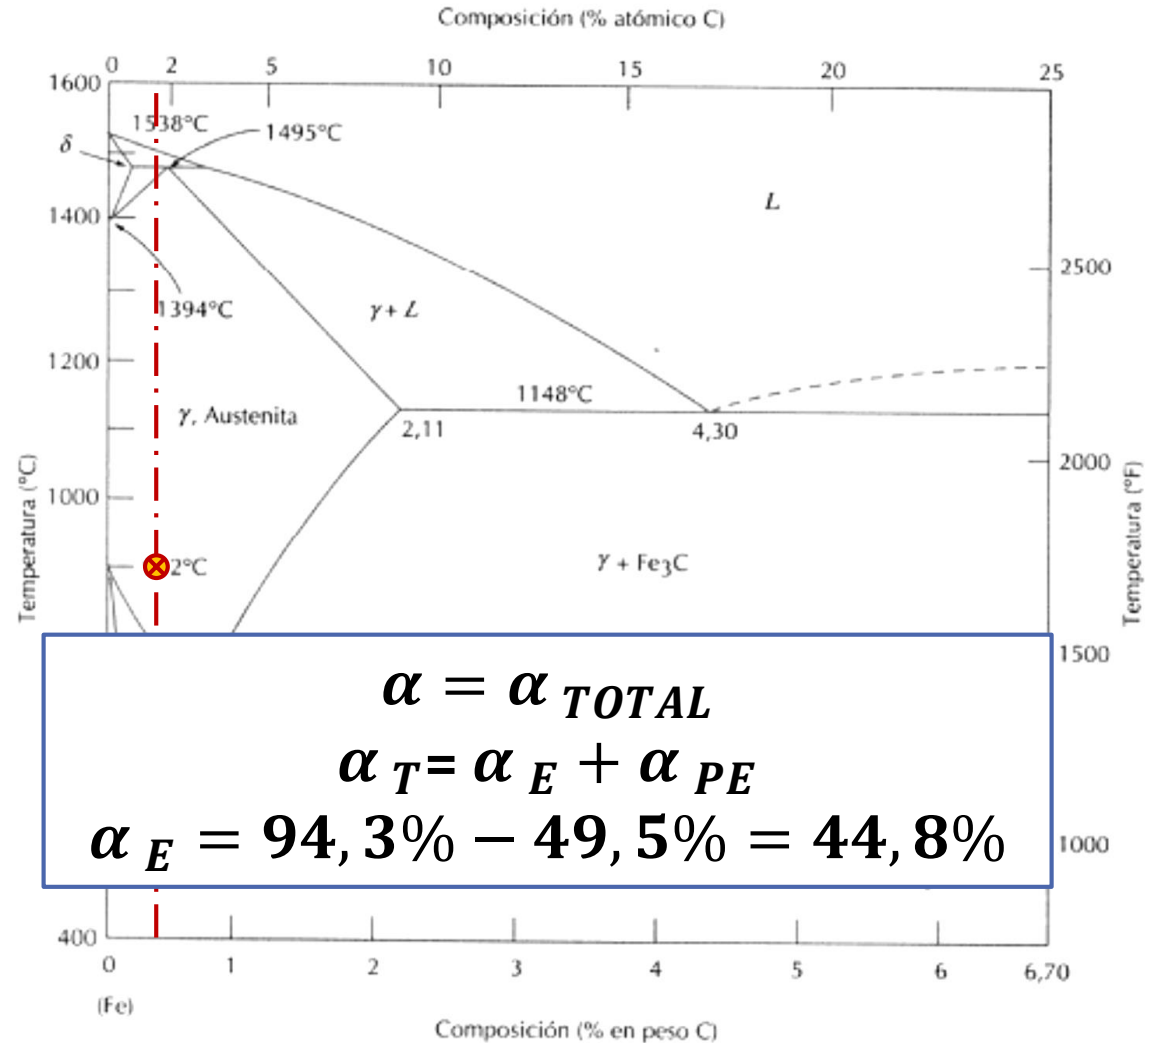 Composición (% atómico C)
0 2 5 10 15 20 25
1600
1538°C
1495°C
δ
L
1400
2500
1394°C
γ + L
1200
1148°C
γ, Austenita
2,11
4,30
2000
Temperatura (°C)
Temperatura (°F)
1000
2°C
γ + Fe₃C
1500
α = α TOTAL
α T= α E + α PE
α E = 94,3% − 49,5% = 44,8%
1000
400
0 1 2 3 4 5 6 6,70
(Fe)
Composición (% en peso C)